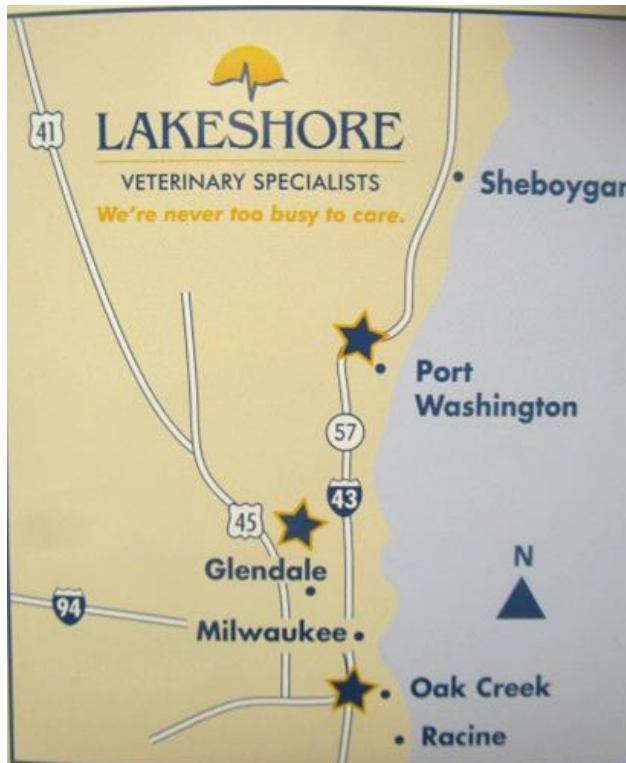 41
LAKESHORE
VETERINARY SPECIALISTS
We're never too busy to care.
Sheboygan
Port
Washington
57
43
45
Glendale
N
94
Milwaukee
Oak Creek
Racine